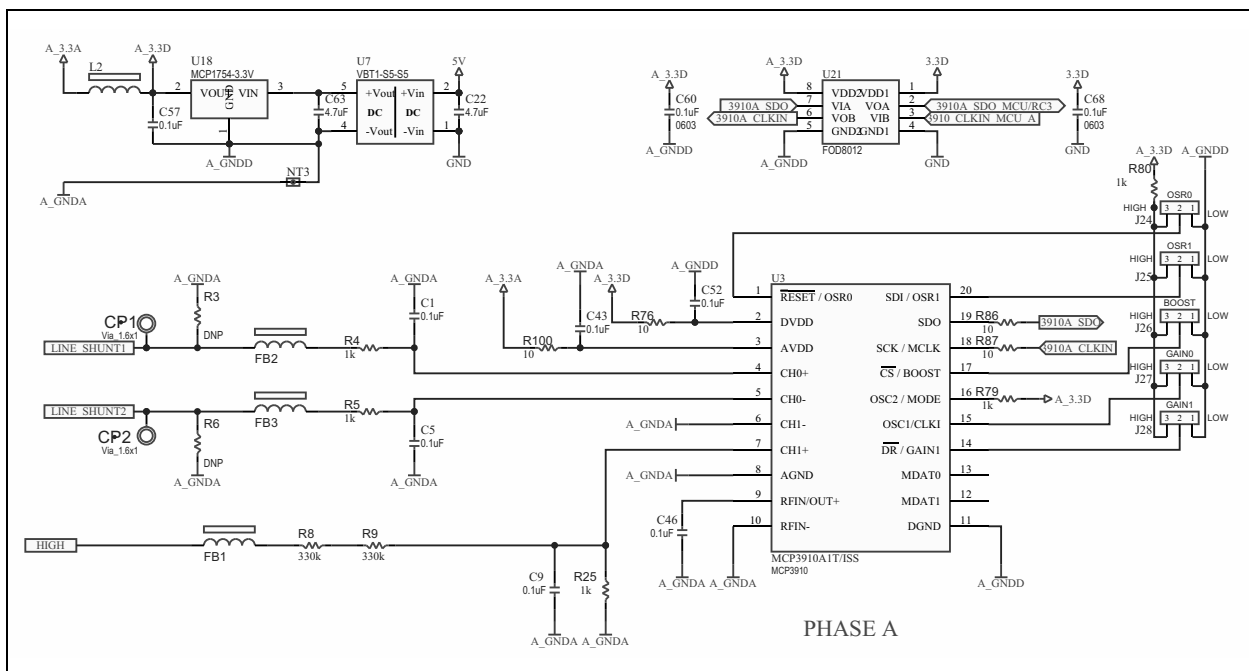 A_3.3A
A_3.3D
L2
U18
MCP1754-3.3V
2
VOUT
GND
VIN
3
1
C57
0.1uF
A_GNDD
C63
4.7uF
U7
VBT1-S5-S5
5
+Vout
+Vin
2
DC
DC
4
-Vout
-Vin
1
5V
C22
4.7uF
GND
NT3
A_GNDA
A_3.3D
C60
0.1uF
0603
A_GNDD
A_3.3D
U21
3.3D
8
VDD2
VDD1
1
3910A_SDO
7
VIA
VOA
2
3910A_SDO_MCU/RC3
3910A_CLKIN
6
VOB
VIB
3
3910_CLKIN_MCU_A
5
GND2
GND1
4
FOD8012
A_GNDD
GND
3.3D
C68
0.1uF
0603
GND
A_3.3D
A_GNDD
R80
1k
OSR0
HIGH
3 2 1
LOW
J24
OSR1
HIGH
3 2 1
LOW
J25
BOOST
HIGH
3 2 1
LOW
J26
GAIN0
HIGH
3 2 1
LOW
J27
GAIN1
HIGH
3 2 1
LOW
J28
A_GNDA
R3
DNP
CP1
Via_1.6x1
LINE_SHUNT1
FB2
R4
1k
A_GNDA
C1
0.1uF
LINE_SHUNT2
CP2
Via_1.6x1
R6
DNP
A_GNDA
FB3
R5
1k
C5
0.1uF
A_GNDA
A_3.3A
R100
10
A_GNDA
C43
0.1uF
A_3.3D
R76
10
A_GNDD
C52
0.1uF
U3
1
RESET / OSR0
SDI / OSR1
20
2
DVDD
SDO
19
R86
10
3910A_SDO
3
AVDD
SCK / MCLK
18
R87
10
3910A_CLKIN
4
CH0+
CS / BOOST
17
5
CH0-
OSC2 / MODE
16
R79
1k
A_3.3D
A_GNDA
6
CH1-
OSC1/CLKI
15
7
CH1+
DR / GAIN1
14
A_GNDA
8
AGND
MDAT0
13
9
RFIN/OUT+
MDAT1
12
10
RFIN-
DGND
11
MCP3910A1T/ISS
MCP3910
C46
0.1uF
A_GNDA
A_GNDA
A_GNDD
HIGH
FB1
R8
330k
R9
330k
C9
0.1uF
R25
1k
A_GNDA
A_GNDA
PHASE A